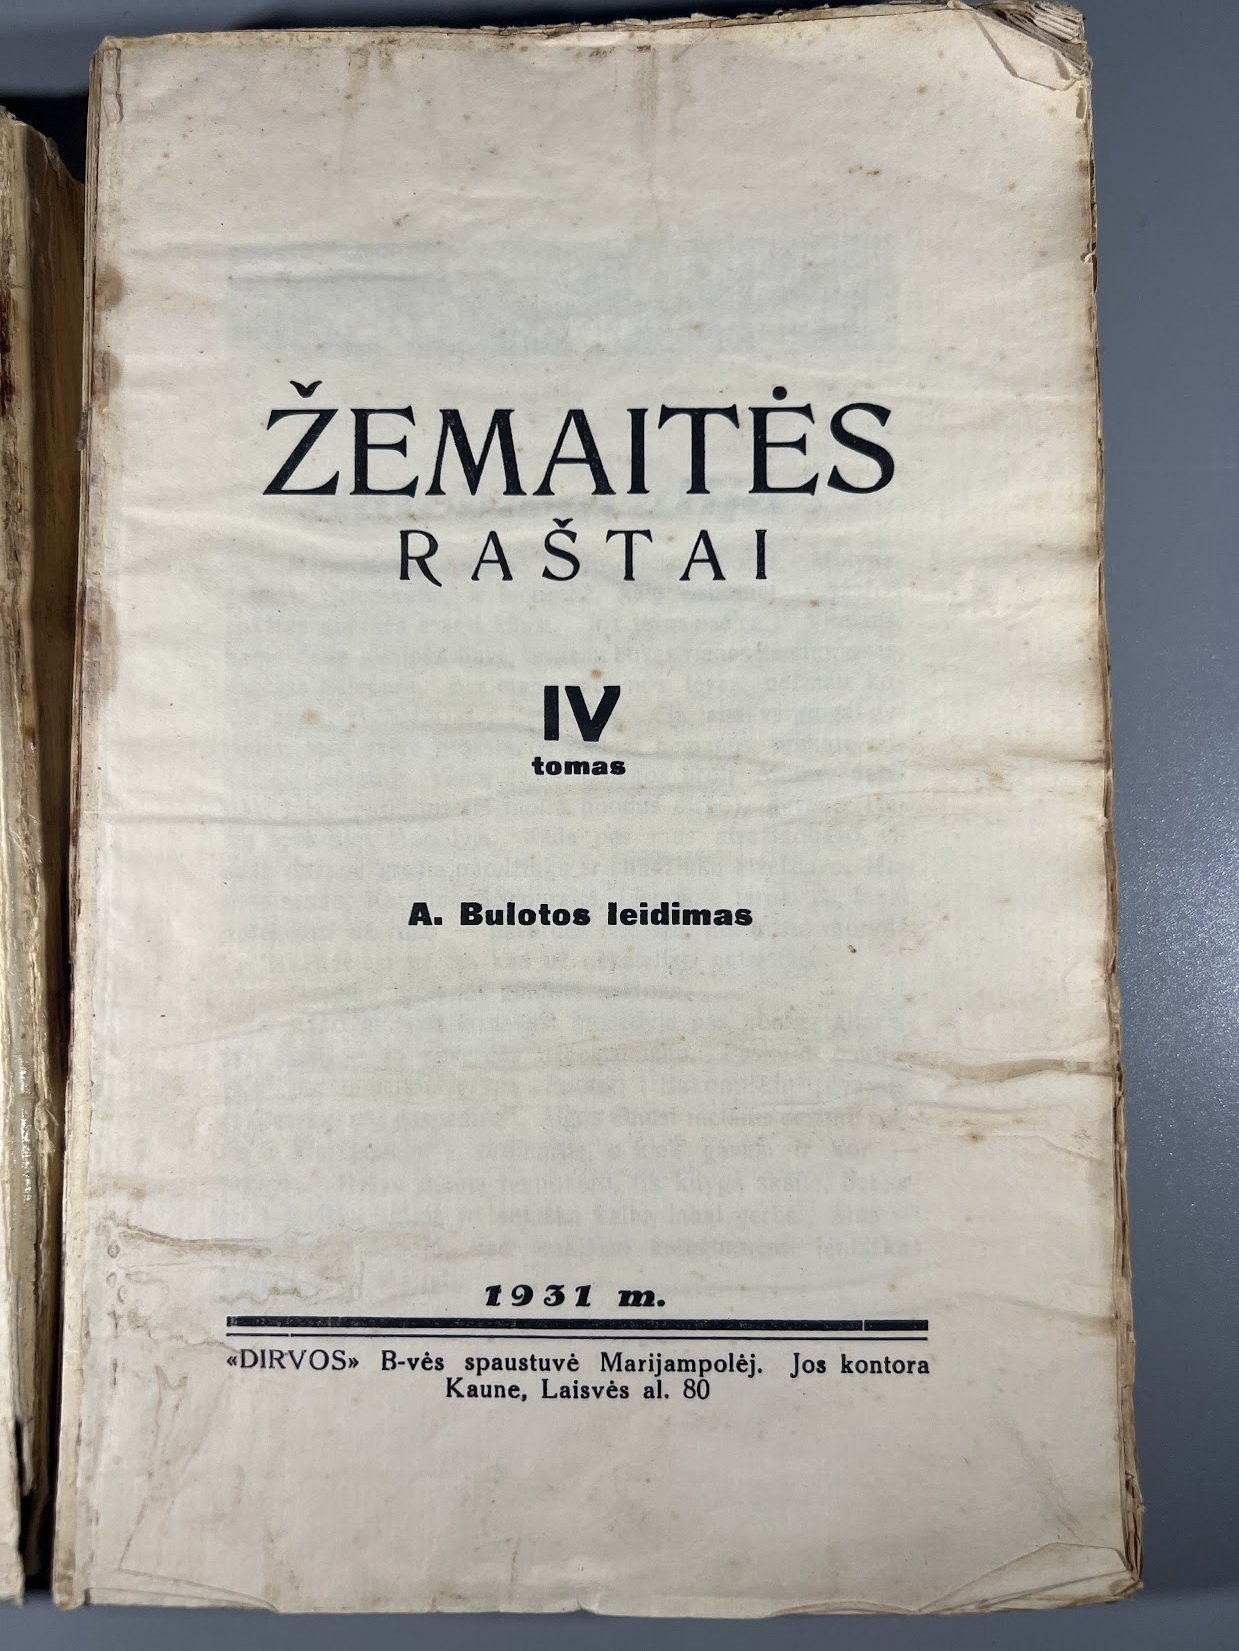 ŽEMAITĖS
RAŠTAI
IV
tomas
A. Bulotos leidimas
1931 m.
«DIRVOS» B-vės spaustuvė Marijampolėj. Jos kontora
Kaune, Laisvės al. 80